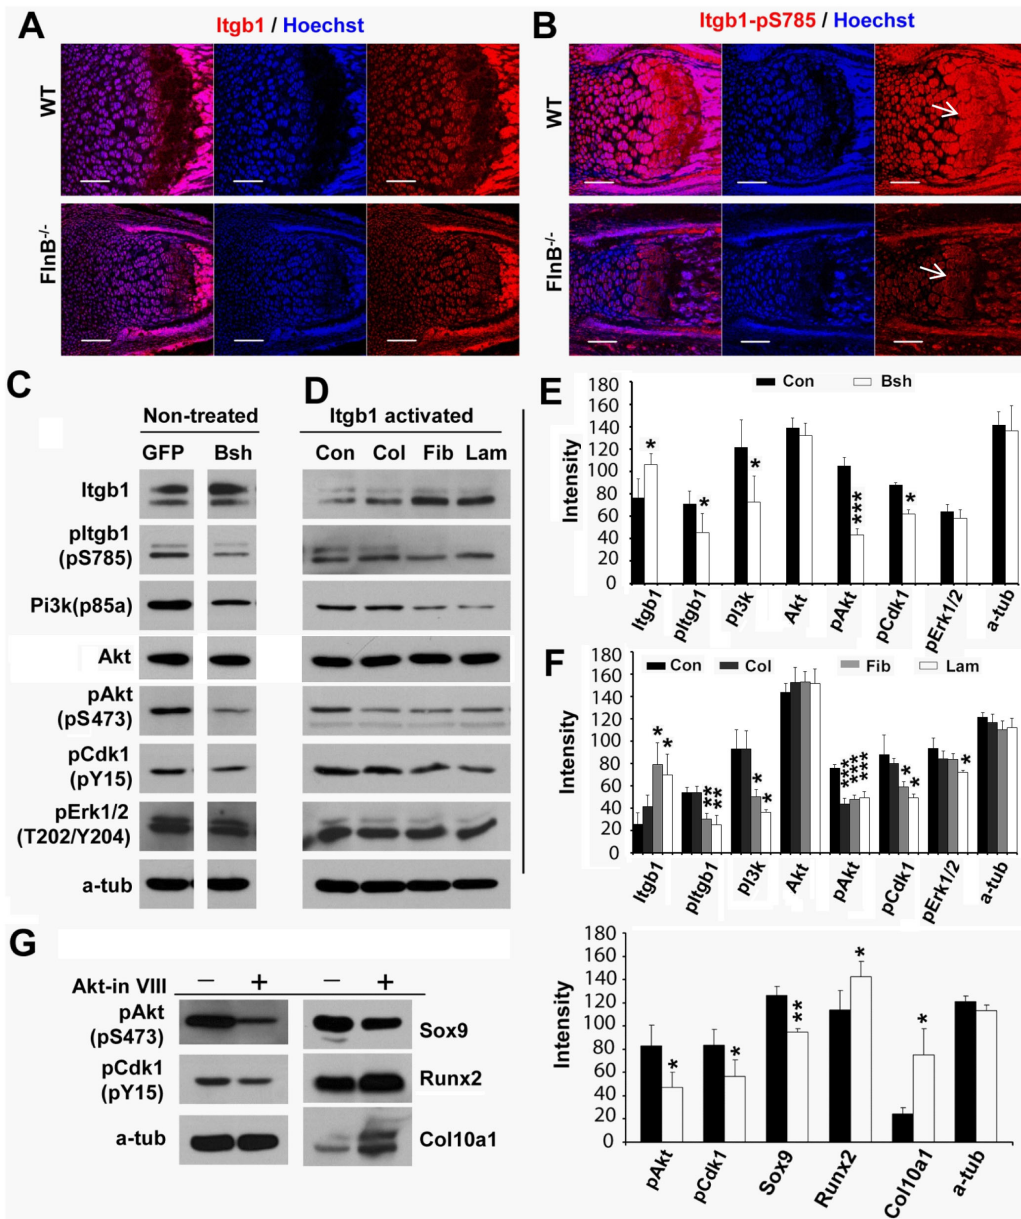 A
Itgb1 / Hoechst
WT
FlnB-/-
B
Itgb1-pS785 / Hoechst
WT
FlnB-/-
C
Non-treated
GFP Bsh
D
Itgb1 activated
Con Col Fib Lam
Itgb1
pItgb1
(pS785)
Pi3k(p85a)
Akt
pAkt
(pS473)
pCdk1
(pY15)
pErk1/2
(T202/Y204)
a-tub
E
Con Bsh
Intensity
180
160
140
120
100
80
60
40
20
0
* * * *** *
Itgb1 pItgb1 pI3k Akt pAkt pCdk1 pErk1/2 a-tub
F
Con Col Fib Lam
Intensity
180
160
140
120
100
80
60
40
20
0
* * ** ** * * *** *** *** * * *
Itgb1 pItgb1 pI3k Akt pAkt pCdk1 pErk1/2 a-tub
G
Akt-in VIII − + − +
pAkt
(pS473)
Sox9
pCdk1
(pY15)
Runx2
a-tub
Col10a1
Intensity
180
160
140
120
100
80
60
40
20
0
* * ** * *
pAkt pCdk1 Sox9 Runx2 Col10a1 a-tub